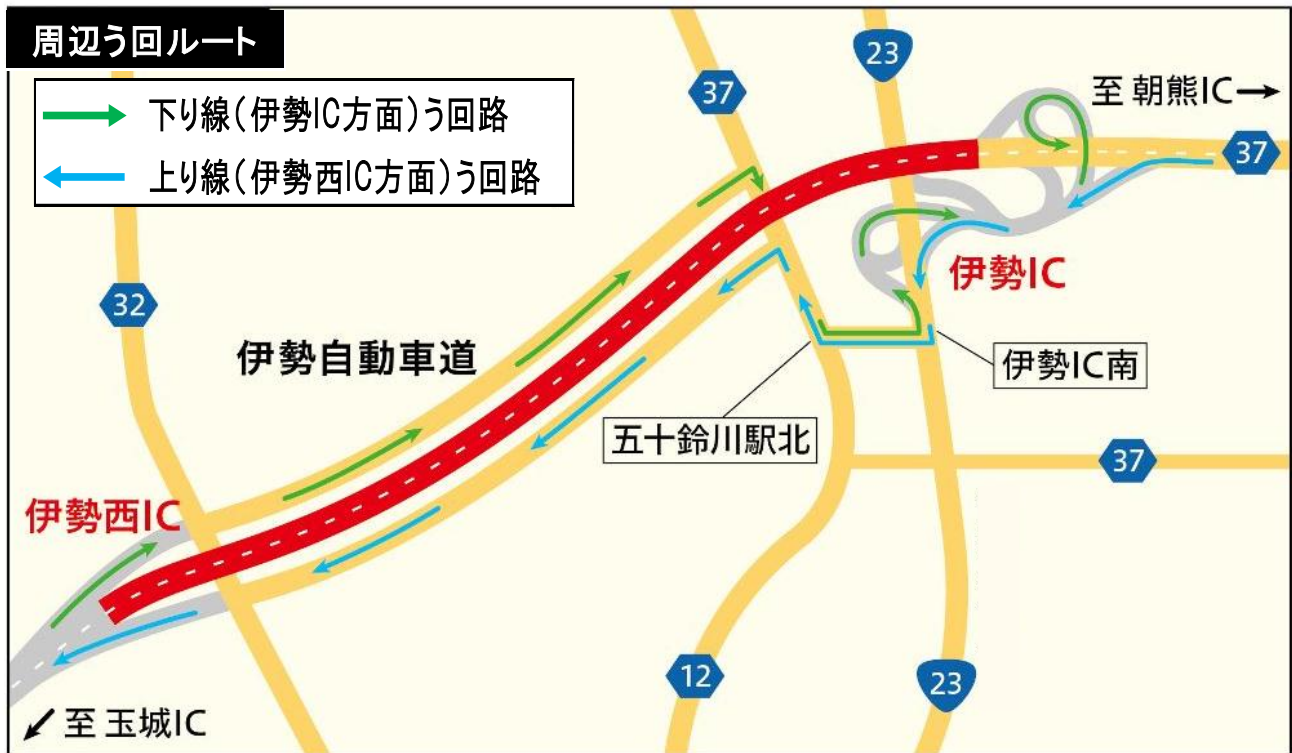 周辺う回ルート
下り線(伊勢IC方面)う回路
上り線(伊勢西IC方面)う回路
23
37
至 朝熊IC→
37
32
伊勢IC
伊勢自動車道
伊勢IC南
五十鈴川駅北
37
伊勢西IC
12
23
至 玉城IC